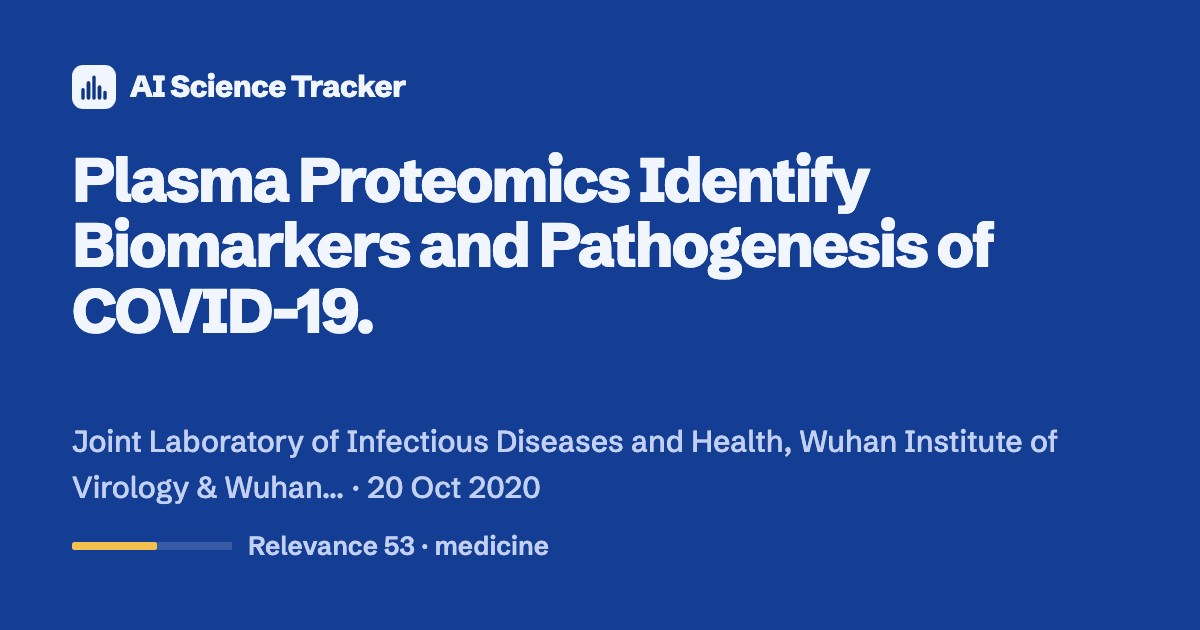 AI Science Tracker
Plasma Proteomics Identify
Biomarkers and Pathogenesis of
COVID-19.
Joint Laboratory of Infectious Diseases and Health, Wuhan Institute of
Virology & Wuhan... · 20 Oct 2020
Relevance 53 · medicine